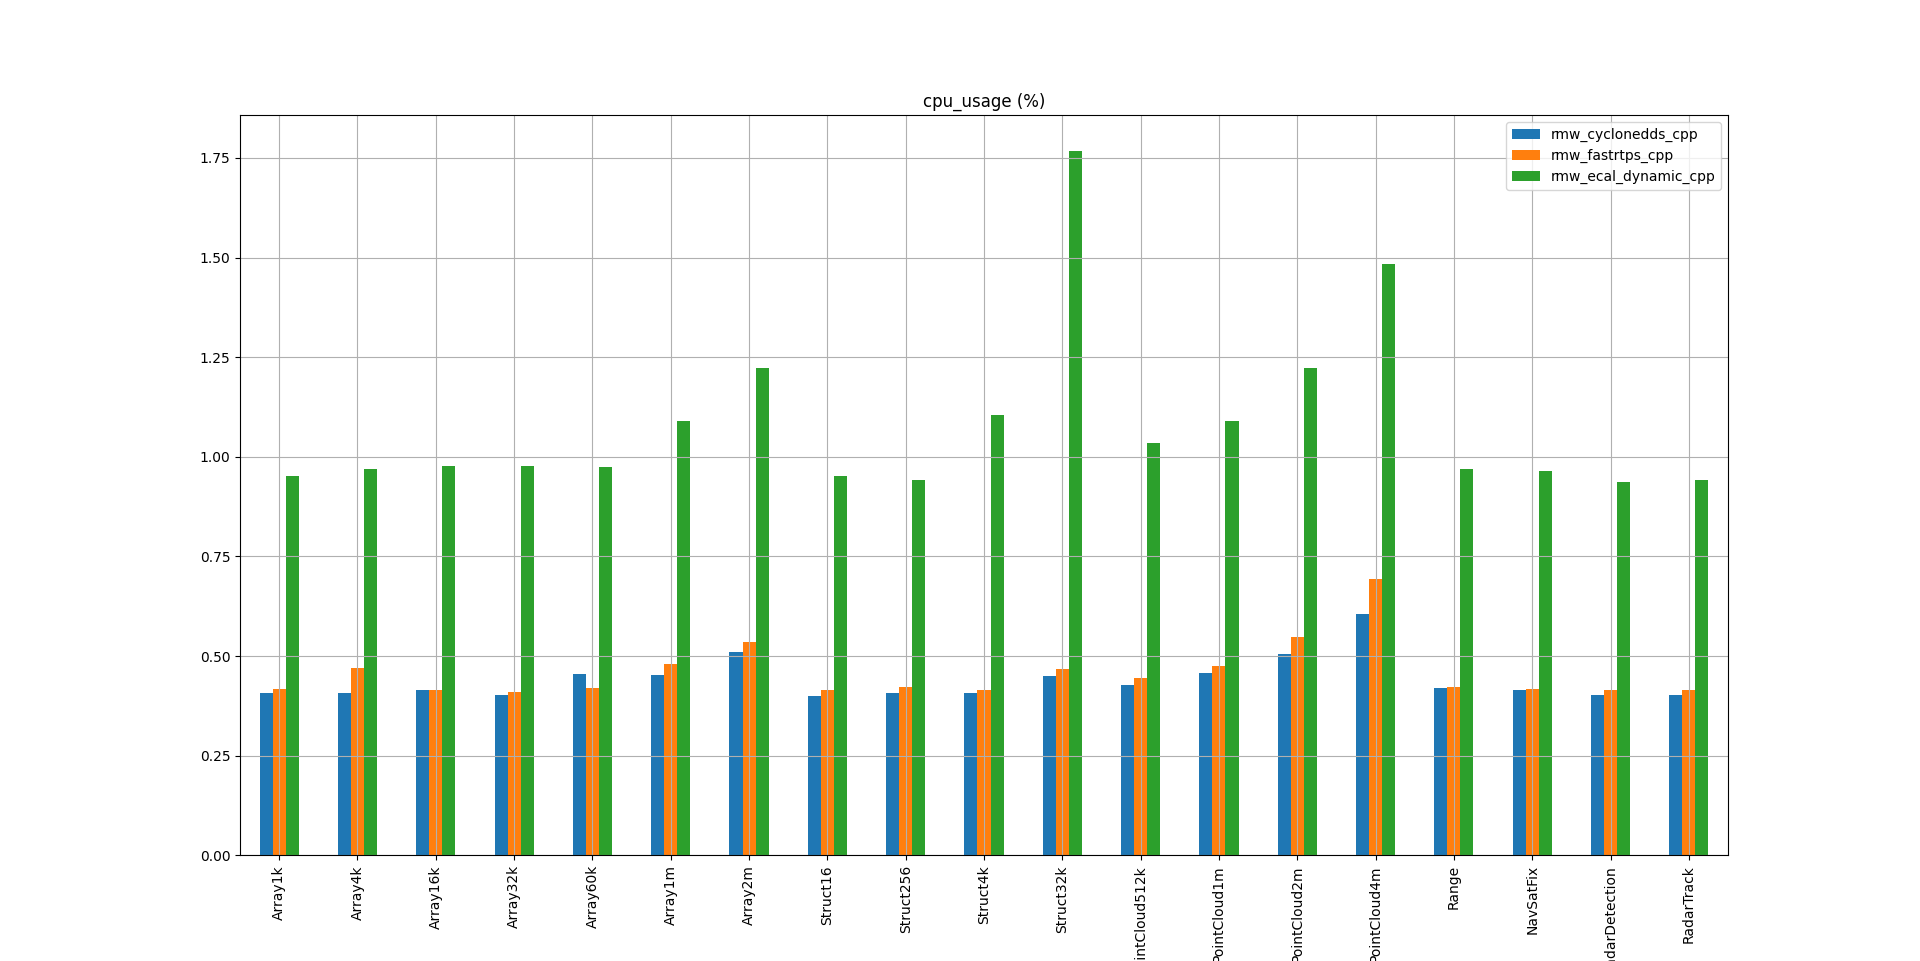 cpu_usage (%)
rmw_cyclonedds_cpp
rmw_fastrtps_cpp
rmw_ecal_dynamic_cpp
1.75
1.50
1.25
1.00
0.75
0.50
0.25
0.00
Array1k
Array4k
Array16k
Array32k
Array60k
Array1m
Array2m
Struct16
Struct256
Struct4k
Struct32k
intCloud512k
PointCloud1m
PointCloud2m
PointCloud4m
Range
NavSatFix
darDetection
RadarTrack